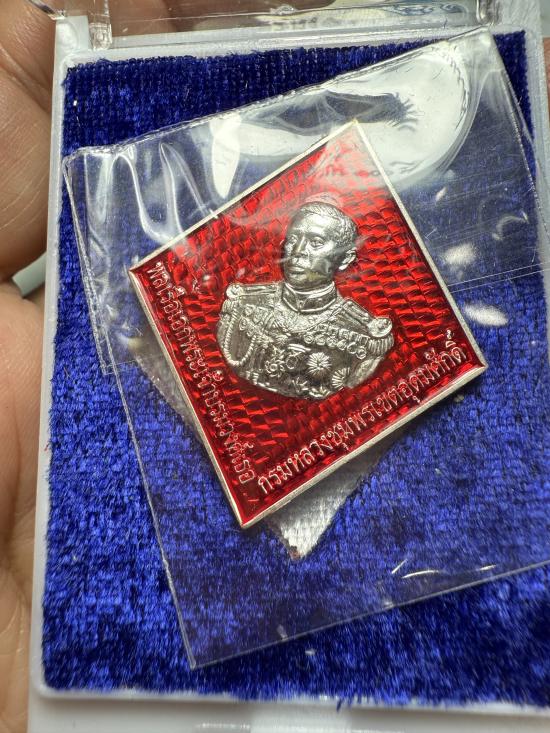 พลเรือเอกพระเจ้าบรมวงศ์เธอ
กรมหลวงชุมพรเขตอุดมศักดิ์